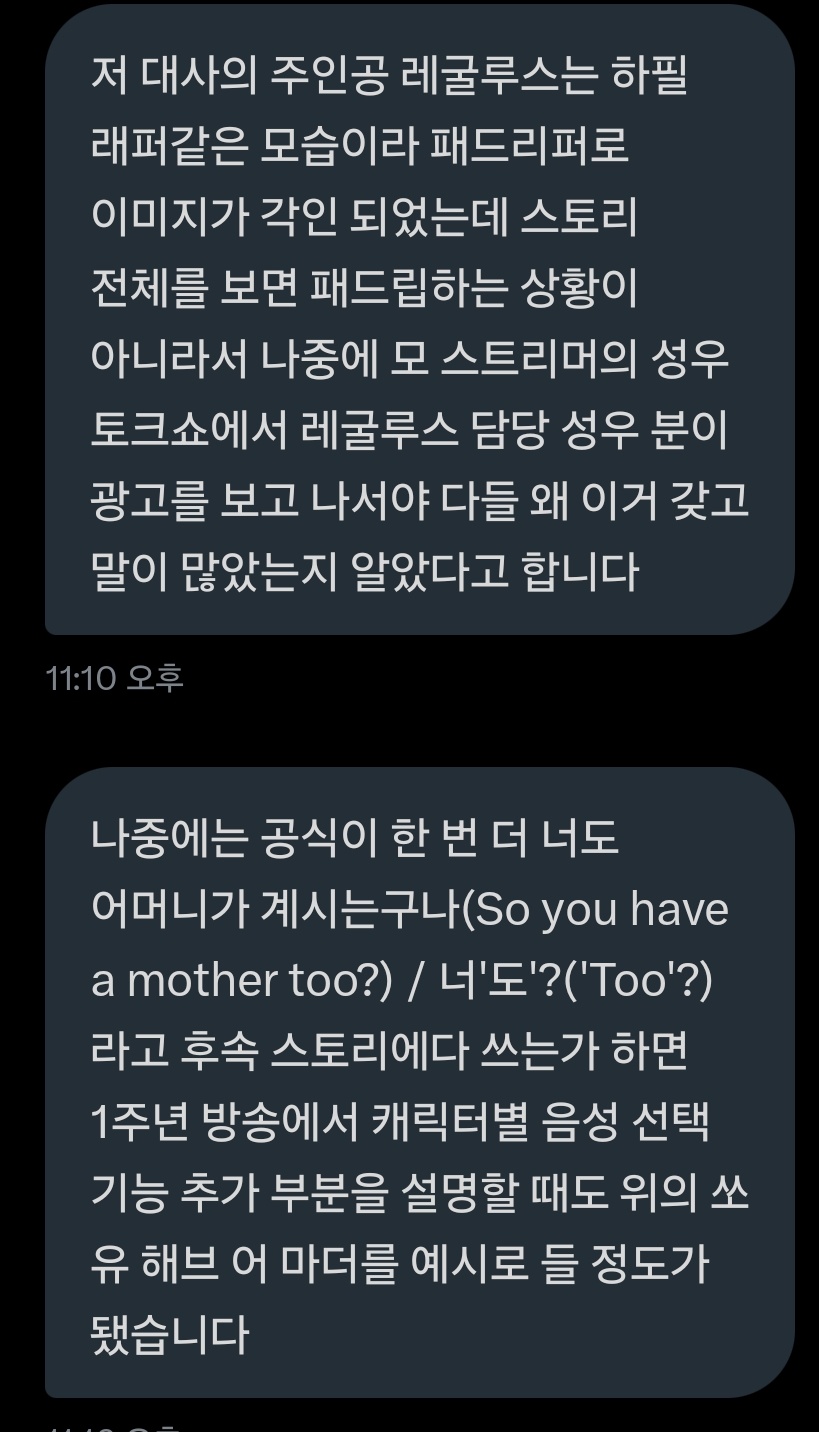 저 대사의 주인공 레굴루스는 하필
래퍼같은 모습이라 패드리퍼로
이미지가 각인 되었는데 스토리
전체를 보면 패드립하는 상황이
아니라서 나중에 모 스트리머의 성우
토크쇼에서 레굴루스 담당 성우 분이
광고를 보고 나서야 다들 왜 이거 갖고
말이 많았는지 알았다고 합니다
11:10 오후
나중에는 공식이 한 번 더 너도
어머니가 계시는구나(So you have
a mother too?) / 너'도'?('Too'?)
라고 후속 스토리에다 쓰는가 하면
1주년 방송에서 캐릭터별 음성 선택
기능 추가 부분을 설명할 때도 위의 쏘
유 해브 어 마더를 예시로 들 정도가
됐습니다